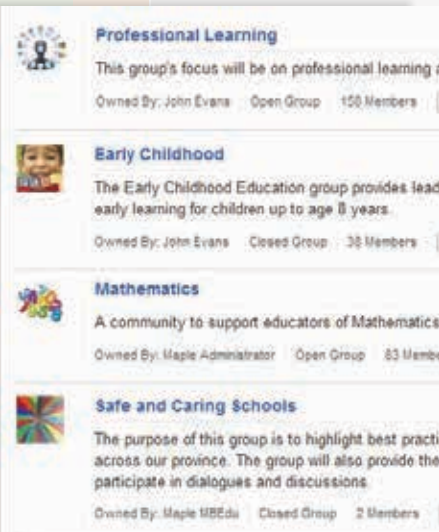 Professional Learning
This group's focus will be on professional learning
Owned By: John Evans Open Group 150 Members
Early Childhood
The Early Childhood Education group provides lead
early learning for children up to age 8 years.
Owned By: John Evans Closed Group 38 Members
Mathematics
A community to support educators of Mathematics
Owned By: Maple Administrator Open Group 83 Membe
Safe and Caring Schools
The purpose of this group is to highlight best practi
across our province. The group will also provide the
participate in dialogues and discussions.
Owned By: Maple MBEdu Closed Group 2 Members